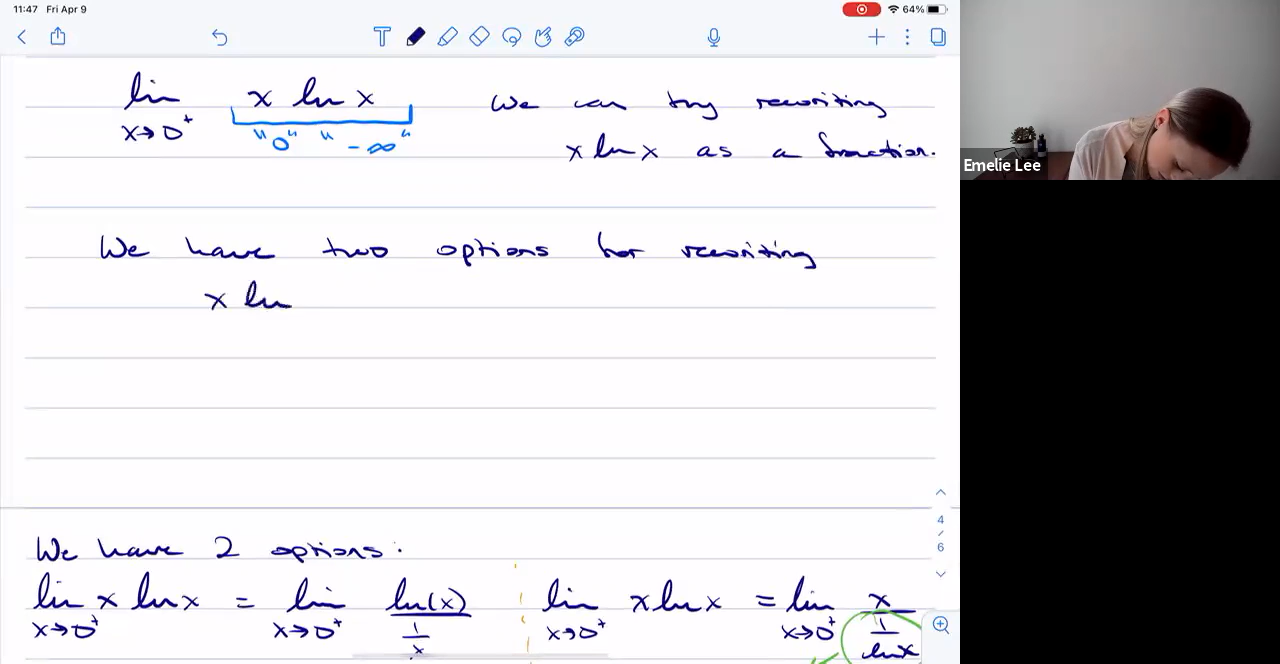 11:47 Fri Apr 9
64%
lim x→0⁺ x ln x We can try rewriting
"0" "-∞" x ln x as a fraction.
We have two options for rewriting
x ln
4
/
6
We have 2 options:
lim x→0⁺ x ln x = lim x→0⁺ ln(x) / (1/x) lim x→0⁺ x ln x = lim x→0⁺ x / (1/ln x)
Emelie Lee